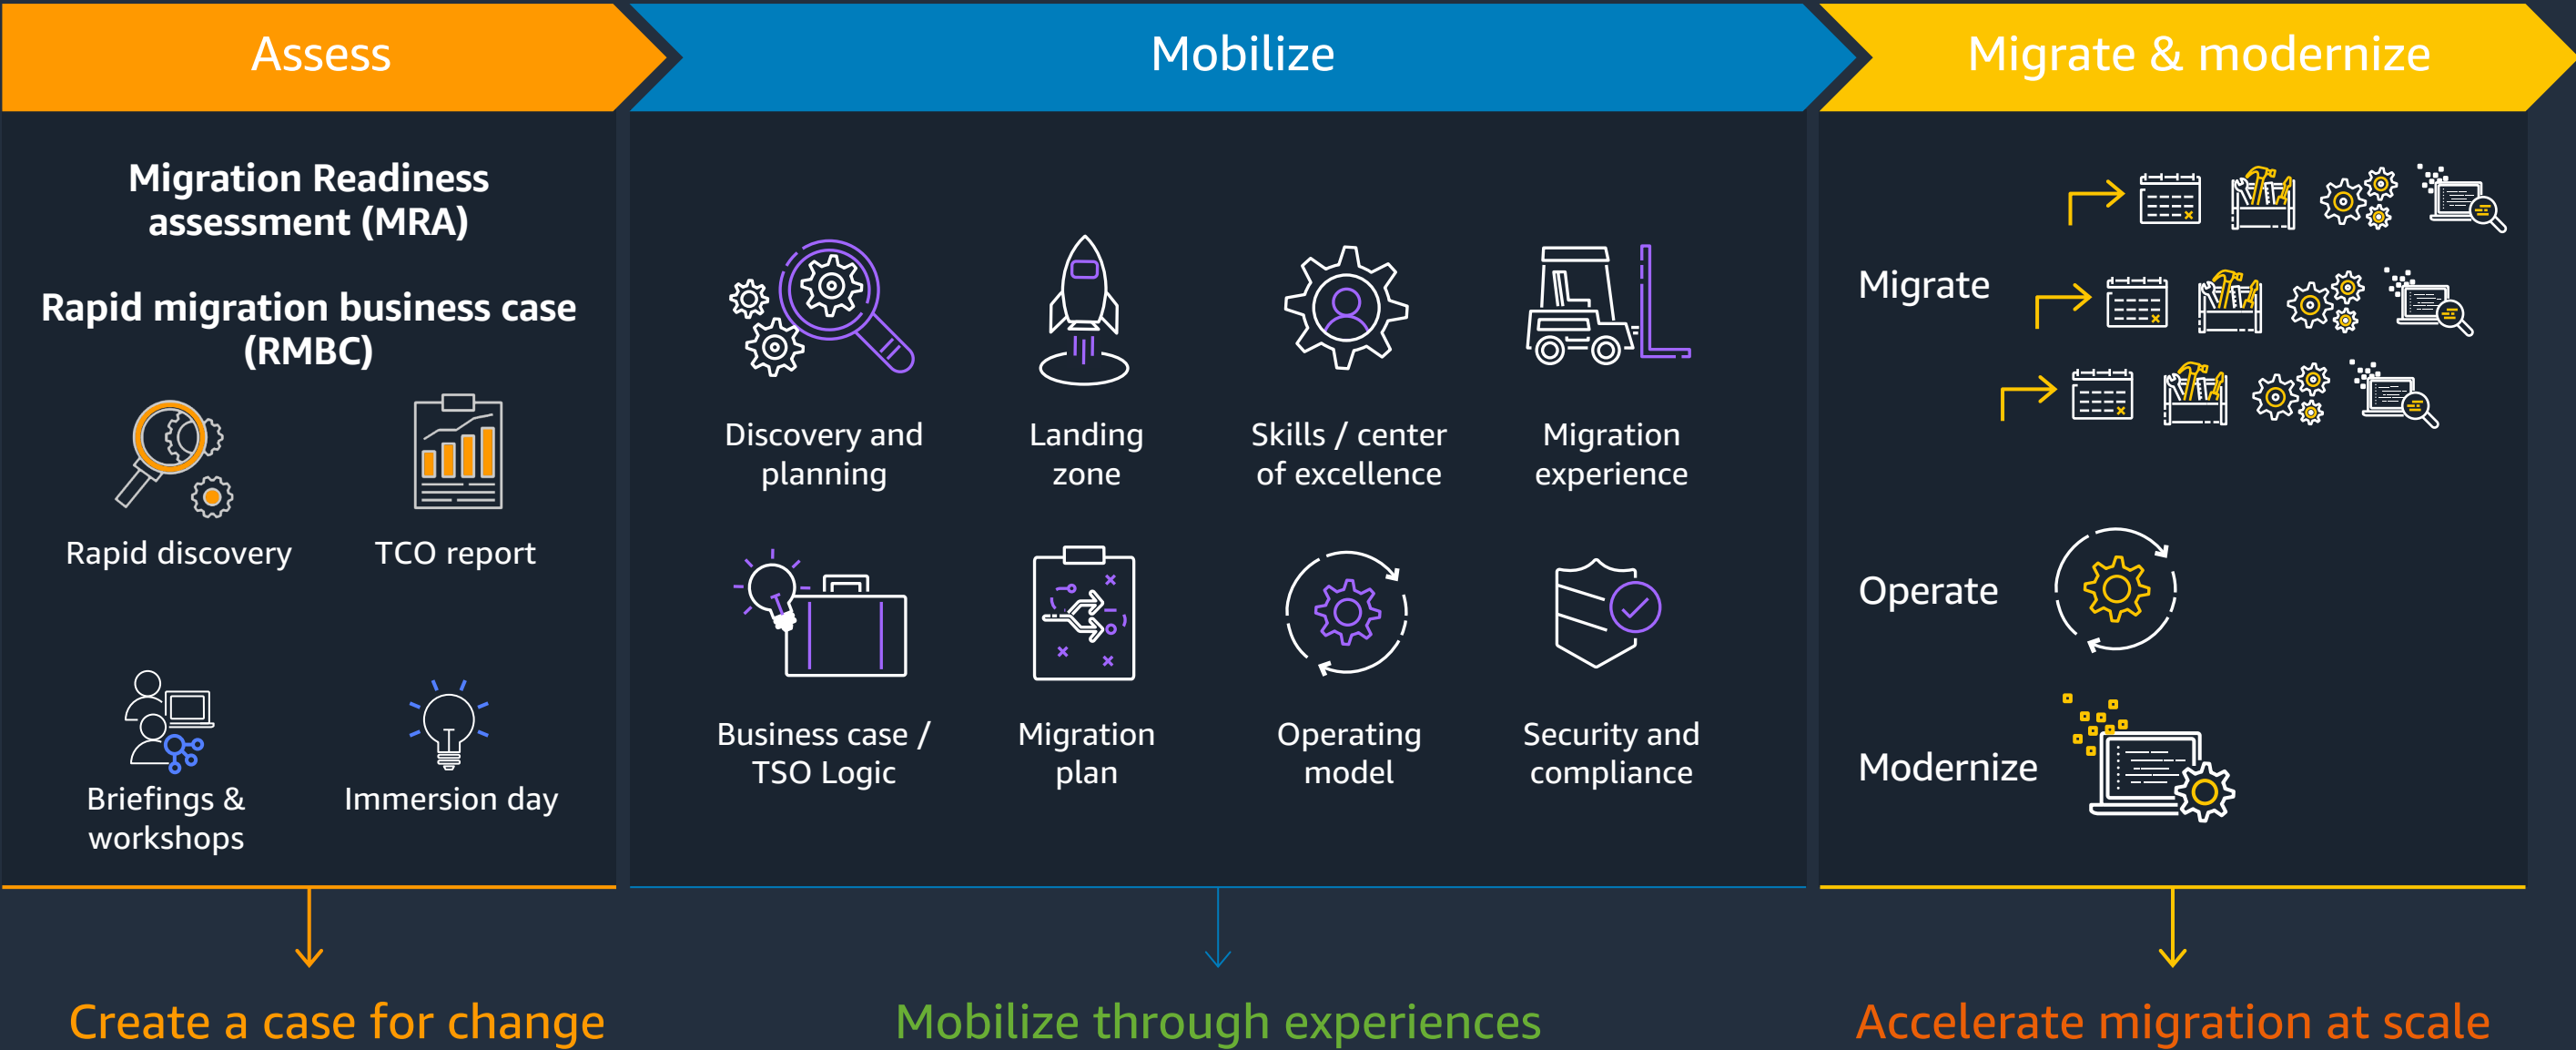 Assess
Mobilize
Migrate & modernize
Migration Readiness
assessment (MRA)
Rapid migration business case
(RMBC)
Rapid discovery
TCO report
Briefings &
workshops
Immersion day
Discovery and
planning
Landing
zone
Skills / center
of excellence
Migration
experience
Business case /
TSO Logic
Migration
plan
Operating
model
Security and
compliance
Migrate
Operate
Modernize
Create a case for change
Mobilize through experiences
Accelerate migration at scale